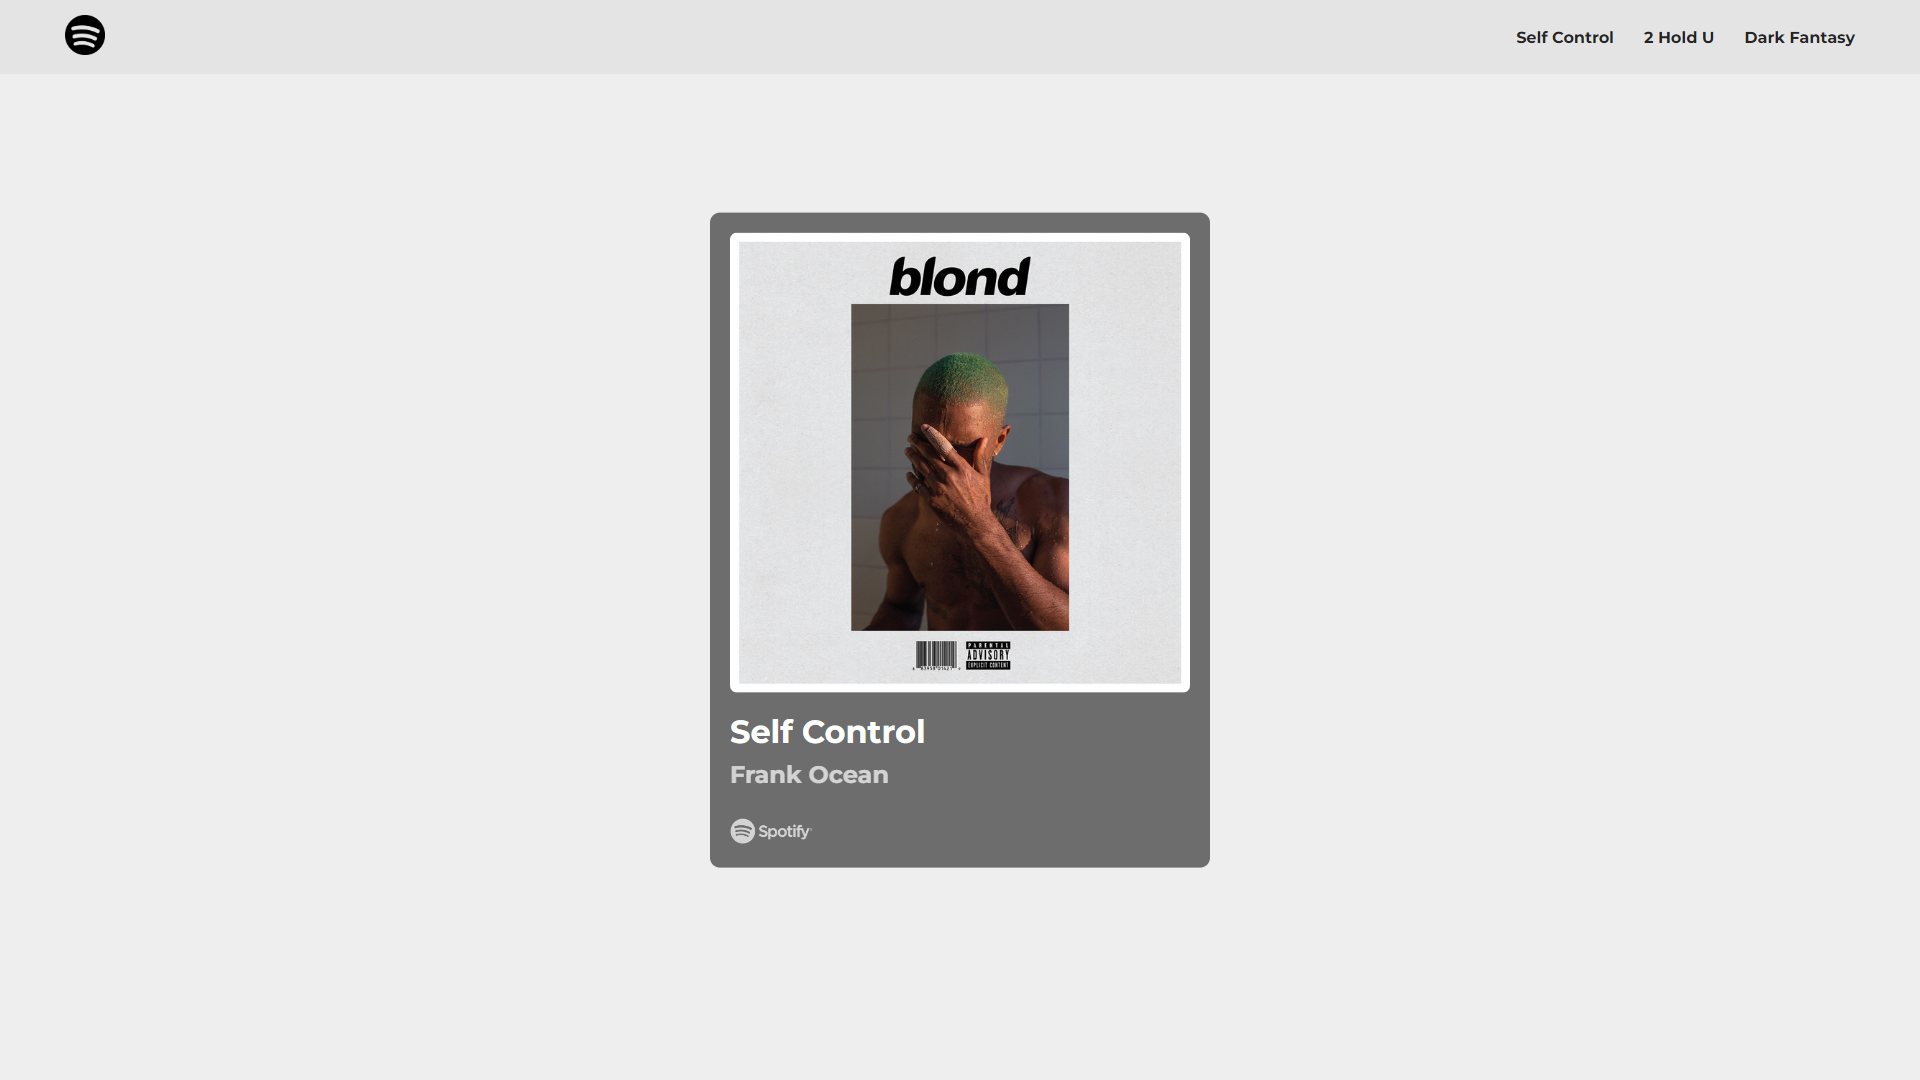 Self Control 2 Hold U Dark Fantasy
blond
PARENTAL
ADVISORY
EXPLICIT CONTENT
Self Control
Frank Ocean
Spotify